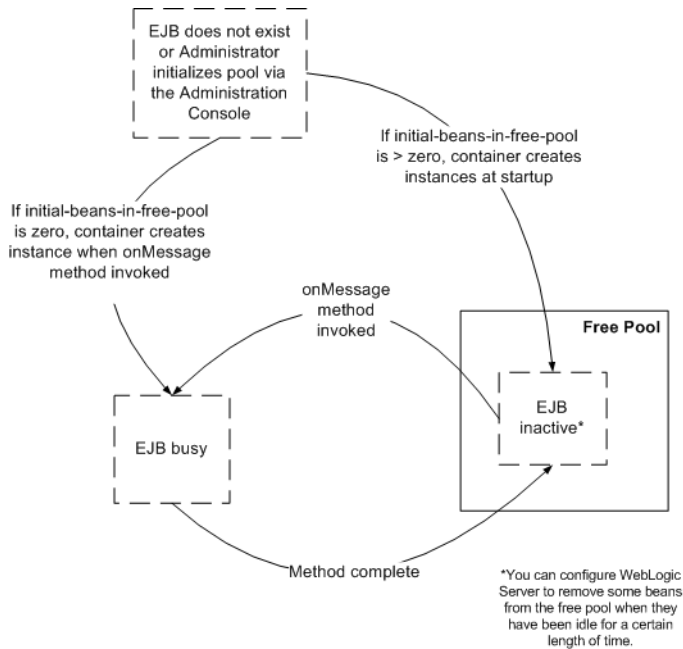 EJB does not exist
or Administrator
initializes pool via
the Administration
Console
If initial-beans-in-free-pool
is > zero, container creates
instances at startup
If initial-beans-in-free-pool
is zero, container creates
instance when onMessage
method invoked
onMessage
method
invoked
Free Pool
EJB
inactive*
EJB busy
Method complete
*You can configure WebLogic
Server to remove some beans
from the free pool when they
have been idle for a certain
length of time.